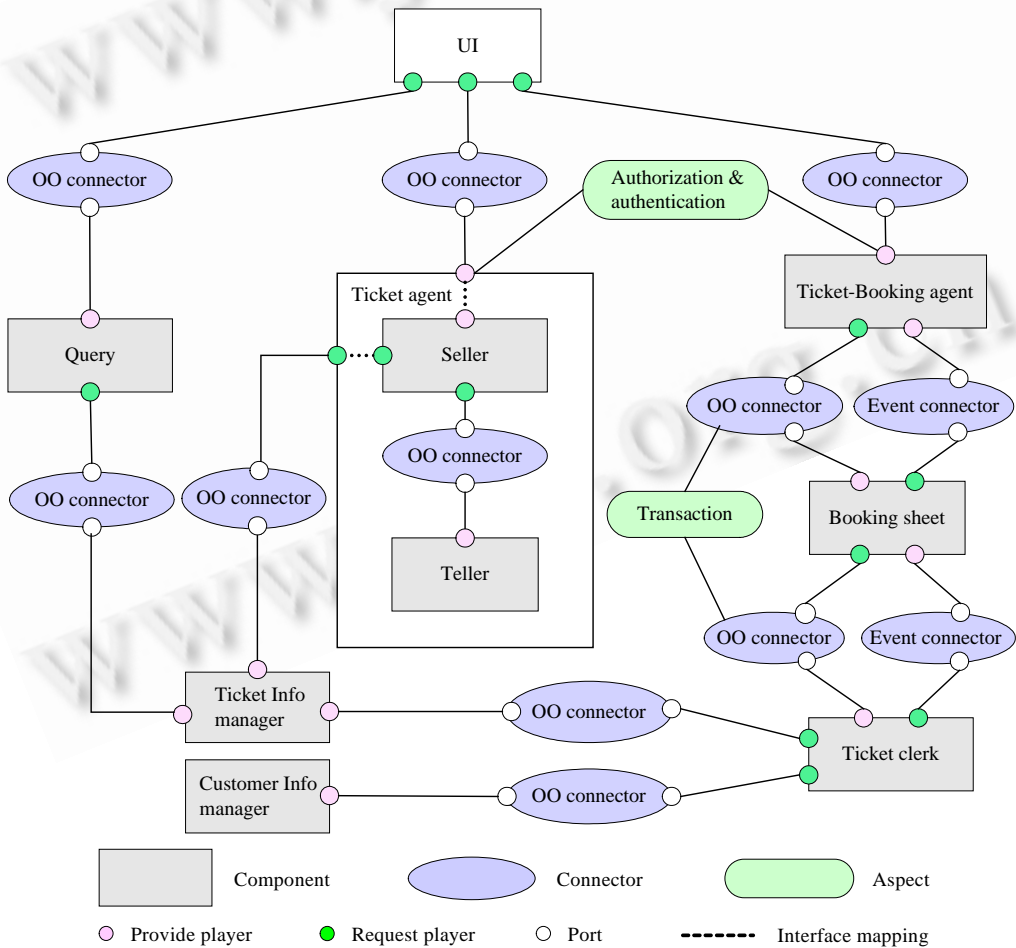 UI
OO connector
OO connector
Authorization &
authentication
OO connector
Ticket agent
Ticket-Booking agent
Query
Seller
OO connector
Event connector
OO connector
OO connector
OO connector
Transaction
Booking sheet
Teller
OO connector
Event connector
Ticket Info
manager
OO connector
Ticket clerk
Customer Info
manager
OO connector
Component
Connector
Aspect
Provide player
Request player
Port
Interface mapping